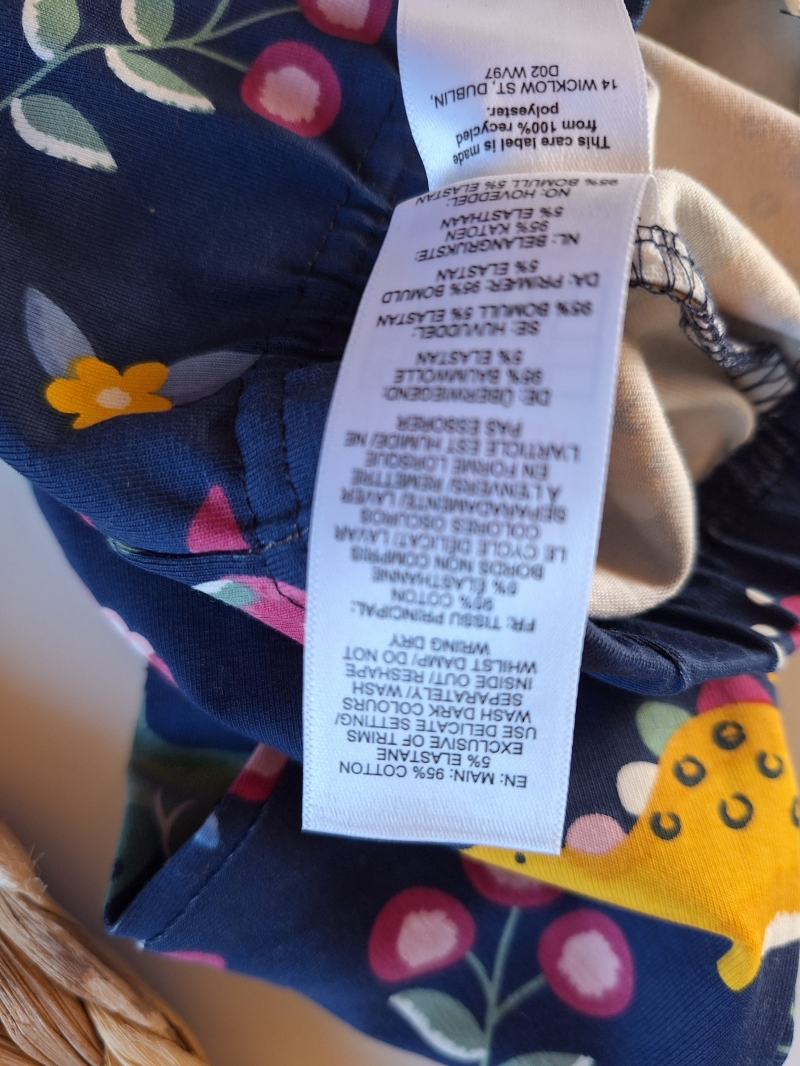 EN: MAIN: 95% COTTON
5% ELASTANE
EXCLUSIVE OF TRIMS
USE DELICATE SETTING/
WASH DARK COLOURS
SEPARATELY/ WASH
INSIDE OUT/ RESHAPE
WHILST DAMP/ DO NOT
WRING DRY
FR: TISSU PRINCIPAL:
95% COTON
5% ÉLASTHANNE
BORDS NON COMPRIS
LE CYCLE DÉLICAT/ LAVAR
COLORES OSCUROS
SEPARADAMENTE/ LAVER
À L'ENVERS/ REMETTRE
EN FORME LORSQUE
L'ARTICLE EST HUMIDE/ NE
PAS ESSORER
DE: ÜBERWIEGEND:
95% BAUMWOLLE
5% ELASTAN
SE: HUVUDDEL:
95% BOMULL 5% ELASTAN
DA: PRIMÆR: 95% BOMULD
5% ELASTAN
NL: BELANGRIJKSTE:
95% KATOEN
5% ELASTHAAN
NO: HOVEDDEL:
95% BOMULL 5% ELASTAN
This care label is made
from 100% recycled
polyester.
14 WICKLOW ST, DUBLIN,
D02 WV97